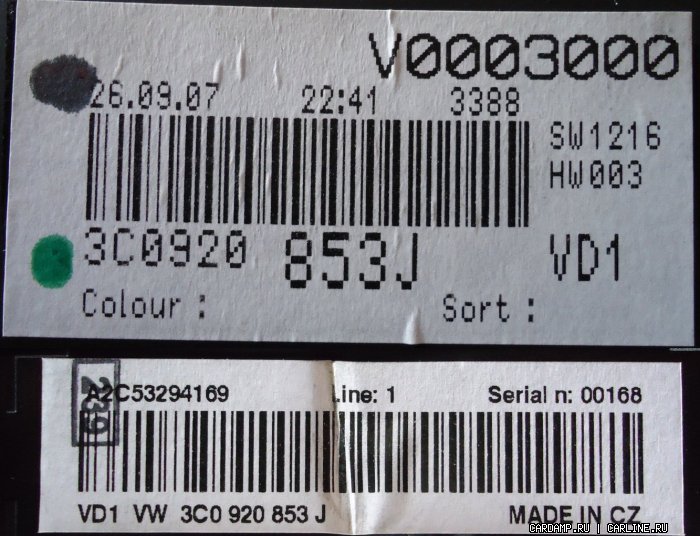 V0003000
26.09.07 22:41 3388
SW1216
HW003
3C0920 853J VD1
Colour : Sort :
239
A2C53294169 Line: 1 Serial n: 00168
VD1 VW 3C0 920 853 J MADE IN CZ
CARDAMP.RU | CARLINE.RU